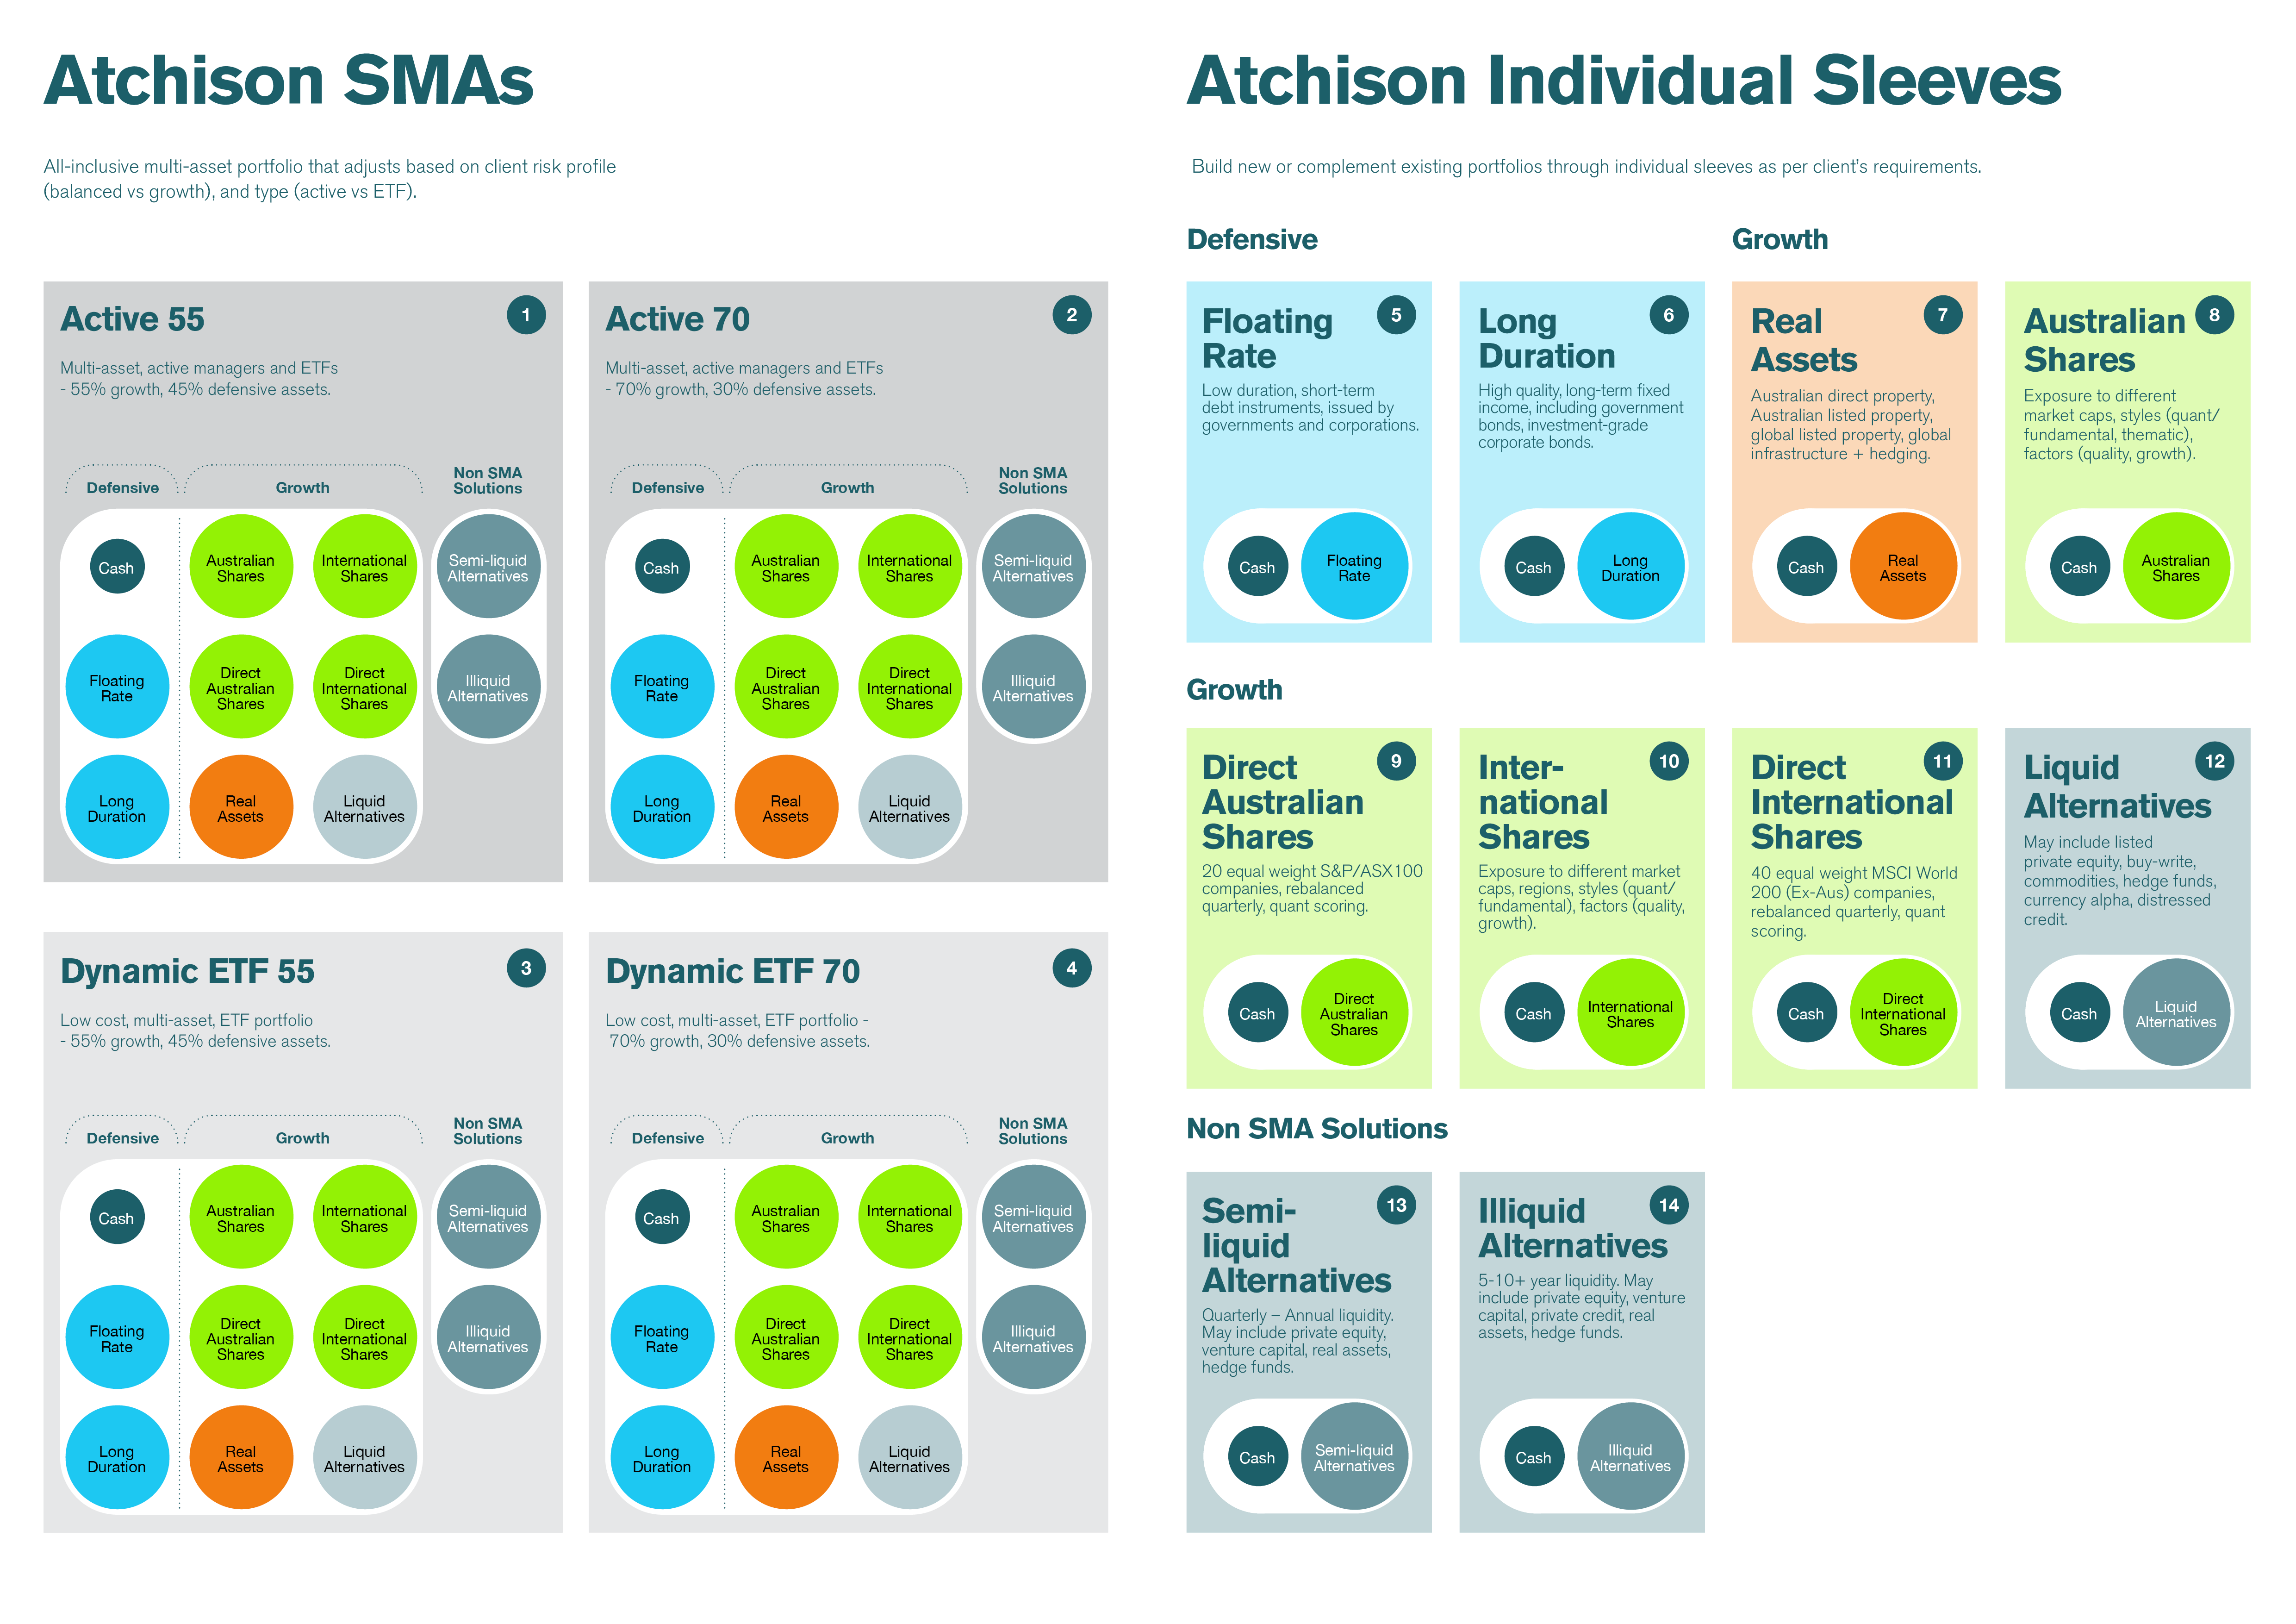 Atchison SMAs
All-inclusive multi-asset portfolio that adjusts based on client risk profile
(balanced vs growth), and type (active vs ETF).
Active 55
1
Multi-asset, active managers and ETFs
- 55% growth, 45% defensive assets.
Defensive
Growth
Non SMA
Solutions
Cash
Australian
Shares
International
Shares
Semi-liquid
Alternatives
Floating
Rate
Direct
Australian
Shares
Direct
International
Shares
Illiquid
Alternatives
Long
Duration
Real
Assets
Liquid
Alternatives
Active 70
2
Multi-asset, active managers and ETFs
- 70% growth, 30% defensive assets.
Defensive
Growth
Non SMA
Solutions
Cash
Australian
Shares
International
Shares
Semi-liquid
Alternatives
Floating
Rate
Direct
Australian
Shares
Direct
International
Shares
Illiquid
Alternatives
Long
Duration
Real
Assets
Liquid
Alternatives
Dynamic ETF 55
3
Low cost, multi-asset, ETF portfolio
- 55% growth, 45% defensive assets.
Defensive
Growth
Non SMA
Solutions
Cash
Australian
Shares
International
Shares
Semi-liquid
Alternatives
Floating
Rate
Direct
Australian
Shares
Direct
International
Shares
Illiquid
Alternatives
Long
Duration
Real
Assets
Liquid
Alternatives
Dynamic ETF 70
4
Low cost, multi-asset, ETF portfolio -
70% growth, 30% defensive assets.
Defensive
Growth
Non SMA
Solutions
Cash
Australian
Shares
International
Shares
Semi-liquid
Alternatives
Floating
Rate
Direct
Australian
Shares
Direct
International
Shares
Illiquid
Alternatives
Long
Duration
Real
Assets
Liquid
Alternatives
Atchison Individual Sleeves
Build new or complement existing portfolios through individual sleeves as per client's requirements.
Defensive
Floating
Rate
5
Low duration, short-term
debt instruments, issued by
governments and corporations.
Cash
Floating
Rate
Long
Duration
6
High quality, long-term fixed
income, including government
bonds, investment-grade
corporate bonds.
Cash
Long
Duration
Growth
Real
Assets
7
Australian direct property,
Australian listed property,
global listed property, global
infrastructure + hedging.
Cash
Real
Assets
Australian
Shares
8
Exposure to different
market caps, styles (quant/
fundamental, thematic),
factors (quality, growth).
Cash
Australian
Shares
Growth
Direct
Australian
Shares
9
20 equal weight S&P/ASX100
companies, rebalanced
quarterly, quant scoring.
Cash
Direct
Australian
Shares
Inter-
national
Shares
10
Exposure to different market
caps, regions, styles (quant/
fundamental), factors (quality,
growth).
Cash
International
Shares
Direct
International
Shares
11
40 equal weight MSCI World
200 (Ex-Aus) companies,
rebalanced quarterly, quant
scoring.
Cash
Direct
International
Shares
Liquid
Alternatives
12
May include listed
private equity, buy-write,
commodities, hedge funds,
currency alpha, distressed
credit.
Cash
Liquid
Alternatives
Non SMA Solutions
Semi-
liquid
Alternatives
13
Quarterly – Annual liquidity.
May include private equity,
venture capital, real assets,
hedge funds.
Cash
Semi-liquid
Alternatives
Illiquid
Alternatives
14
5-10+ year liquidity. May
include private equity, venture
capital, private credit, real
assets, hedge funds.
Cash
Illiquid
Alternatives